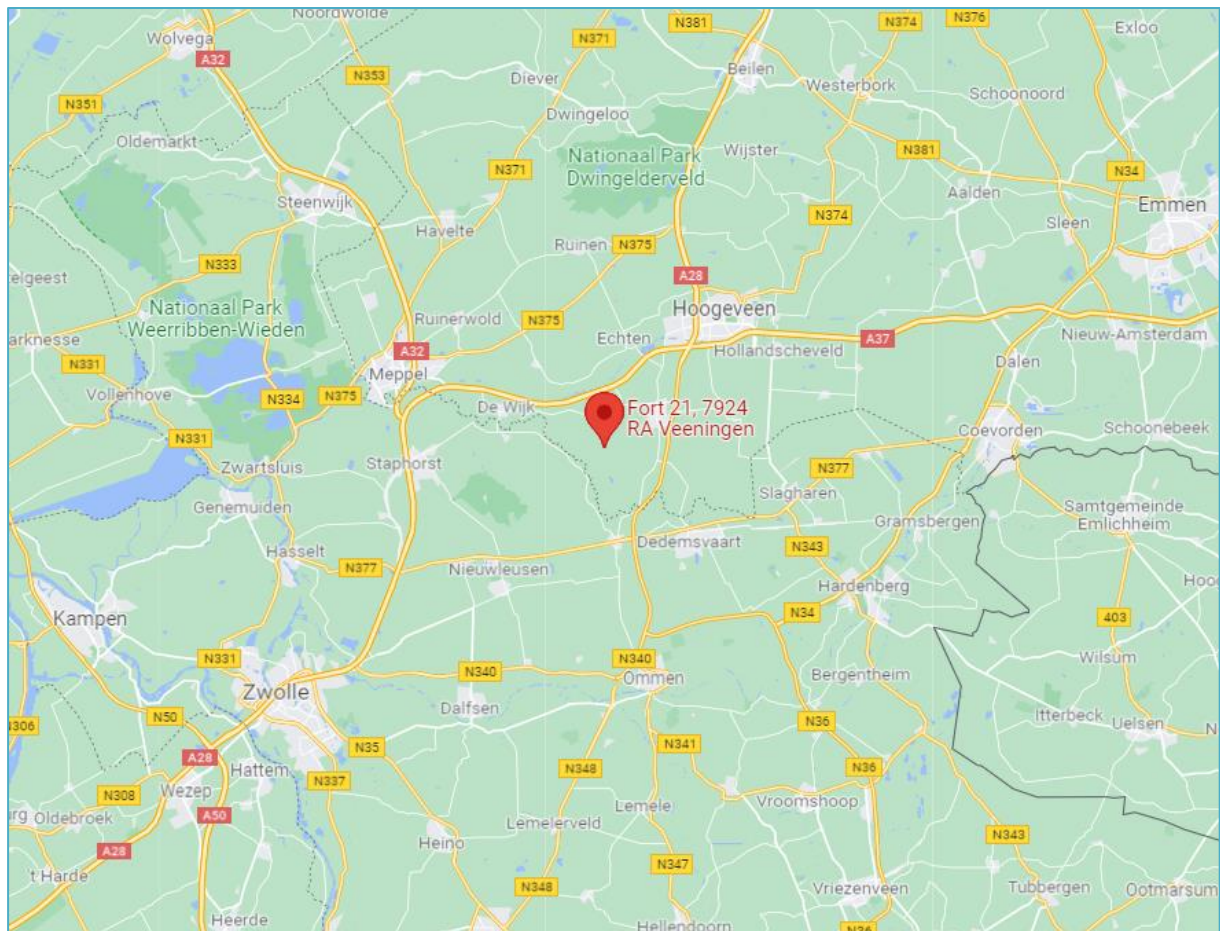 Noordwolde
N381
N374
N376
Exloo
Wolvega
A32
N371
N353
Diever
Beilen
Westerbork
Schoonoord
N351
Dwingeloo
Oldemarkt
Nationaal Park
Dwingelderveld
Wijster
N381
N371
N34
Aalden
Steenwijk
Emmen
Havelte
N374
Sleen
Ruinen
N375
N333
A28
telgeest
Nationaal Park
Weerribben-Wieden
Hoogeveen
Ruinerwold
N375
Echten
A37
Nieuw-Amsterdam
arknesse
A32
Hollandscheveld
N331
Meppel
Dalen
Vollenhove
N334
N375
De Wijk
Fort 21, 7924
RA Veeningen
Coevorden
Schoonebeek
N331
Zwartsluis
Staphorst
N377
Slagharen
Genemuiden
Samtgemeinde
Emlichheim
Gramsbergen
Hasselt
Dedemsvaart
N343
N377
Nieuwleusen
Hardenberg
Hoo
Kampen
N34
403
N331
N340
N340
Wilsum
Zwolle
Ommen
Bergentheim
Dalfsen
N50
Itterbeck
Uelsen
N
N306
N35
N341
N36
A28
Hattem
N348
N36
N337
Wezep
N308
Lemele
Vroomshoop
rg
Oldebroek
A50
Lemelerveld
N343
A28
Heino
N347
't Harde
N348
Vriezenveen
Tubbergen
Ootmarsum
Heerde
Hellendoorn
N36